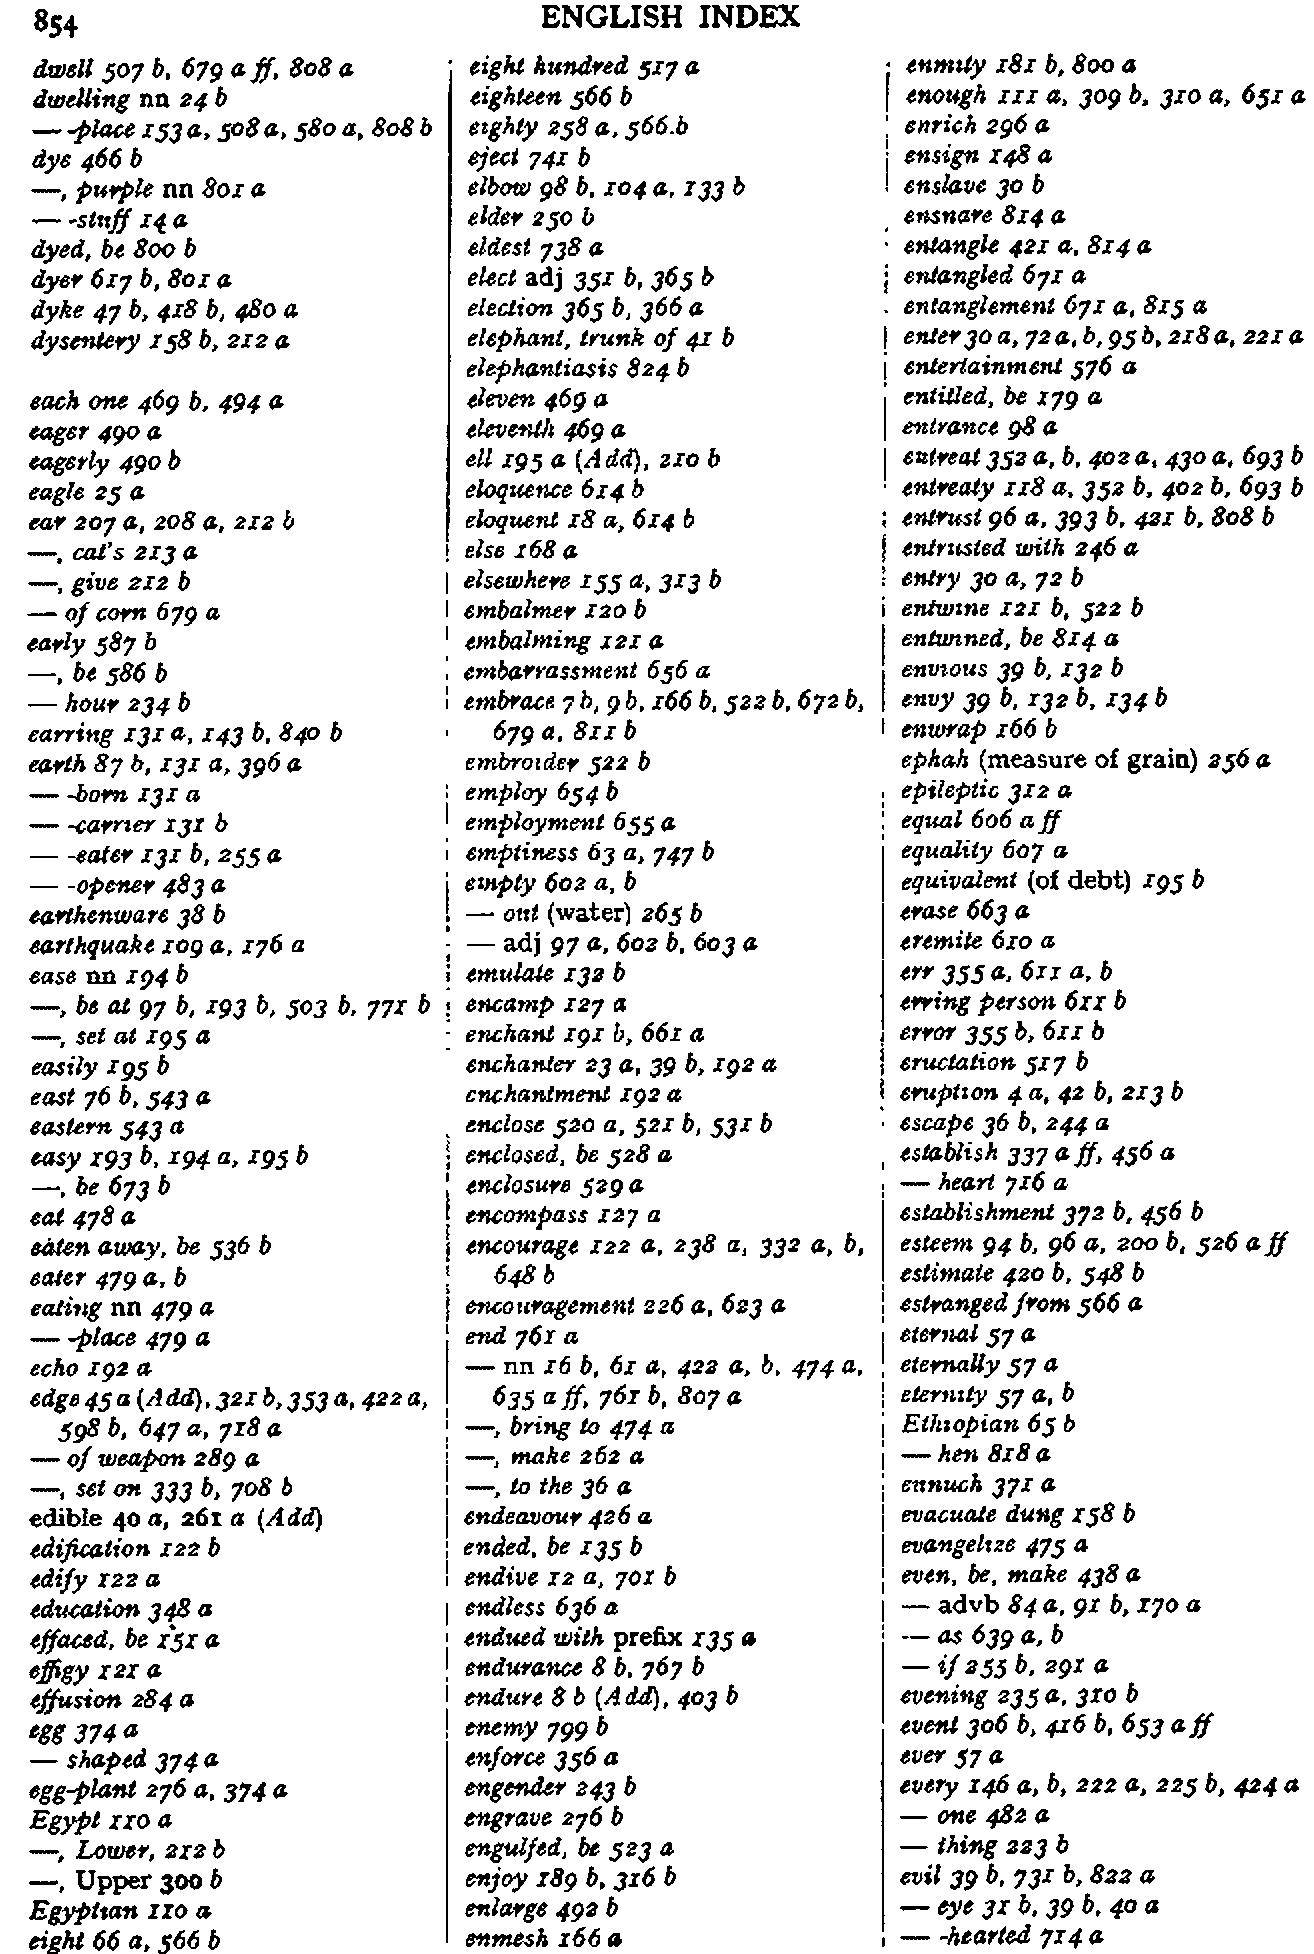 854
ENGLISH INDEX
dwell 507 b, 679 a ff, 808 a
dwelling nn 24 b
— -place 153 a, 508 a, 580 a, 808 b
dye 466 b
—, purple nn 801 a
— -stuff 14 a
dyed, be 800 b
dyer 617 b, 801 a
dyke 47 b, 418 b, 480 a
dysentery 158 b, 212 a
each one 469 b, 494 a
eager 490 a
eagerly 490 b
eagle 25 a
ear 207 a, 208 a, 212 b
—, cat's 213 a
—, give 212 b
— of corn 679 a
early 587 b
—, be 586 b
— hour 234 b
earring 131 a, 143 b, 840 b
earth 87 b, 131 a, 396 a
— -born 131 a
— -carrier 131 b
— -eater 131 b, 255 a
— -opener 483 a
earthenware 38 b
earthquake 109 a, 176 a
ease nn 194 b
—, be at 97 b, 193 b, 503 b, 771 b
—, set at 195 a
easily 195 b
east 76 b, 543 a
eastern 543 a
easy 193 b, 194 a, 195 b
—, be 673 b
eat 478 a
eaten away, be 536 b
eater 479 a, b
eating nn 479 a
— -place 479 a
echo 192 a
edge 45 a (Add), 321 b, 353 a, 422 a,
598 b, 647 a, 718 a
— of weapon 289 a
—, set on 333 b, 708 b
edible 40 a, 261 a (Add)
edification 122 b
edify 122 a
education 348 a
effaced, be 151 a
effigy 121 a
effusion 284 a
egg 374 a
— shaped 374 a
egg-plant 276 a, 374 a
Egypt 110 a
—, Lower, 212 b
—, Upper 300 b
Egyptian 110 a
eight 66 a, 566 b
eight hundred 517 a
eighteen 566 b
eighty 258 a, 566.b
eject 741 b
elbow 98 b, 104 a, 133 b
elder 250 b
eldest 738 a
elect adj 351 b, 365 b
election 365 b, 366 a
elephant, trunk of 41 b
elephantiasis 824 b
eleven 469 a
eleventh 469 a
ell 195 a (Add), 210 b
eloquence 614 b
eloquent 18 a, 614 b
else 168 a
elsewhere 155 a, 313 b
embalmer 120 b
embalming 121 a
embarrassment 656 a
embrace 7 b, 9 b, 166 b, 522 b, 672 b,
679 a, 811 b
embroider 522 b
employ 654 b
employment 655 a
emptiness 63 a, 747 b
empty 602 a, b
— out (water) 265 b
— adj 97 a, 602 b, 603 a
emulate 132 b
encamp 127 a
enchant 191 b, 661 a
enchanter 23 a, 39 b, 192 a
enchantment 192 a
enclose 520 a, 521 b, 531 b
enclosed, be 528 a
enclosure 529 a
encompass 127 a
encourage 122 a, 238 a, 332 a, b,
648 b
encouragement 226 a, 623 a
end 761 a
— nn 16 b, 61 a, 422 a, b, 474 a,
635 a ff, 761 b, 807 a
—, bring to 474 a
—, make 262 a
—, to the 36 a
endeavour 426 a
ended, be 135 b
endive 12 a, 701 b
endless 636 a
endued with prefix 135 a
endurance 8 b, 767 b
endure 8 b (Add), 403 b
enemy 799 b
enforce 356 a
engender 243 b
engrave 276 b
engulfed, be 523 a
enjoy 189 b, 316 b
enlarge 492 b
enmesh 166 a
enmity 181 b, 800 a
enough 111 a, 309 b, 310 a, 651 a
enrich 296 a
ensign 148 a
enslave 30 b
ensnare 814 a
entangle 421 a, 814 a
entangled 671 a
entanglement 671 a, 815 a
enter 30 a, 72 a, b, 95 b, 218 a, 221 a
entertainment 576 a
entitled, be 179 a
entrance 98 a
entreat 352 a, b, 402 a, 430 a, 693 b
entreaty 118 a, 352 b, 402 b, 693 b
entrust 96 a, 393 b, 421 b, 808 b
entrusted with 246 a
entry 30 a, 72 b
entwine 121 b, 522 b
entwined, be 814 a
envious 39 b, 132 b
envy 39 b, 132 b, 134 b
enwrap 166 b
ephah (measure of grain) 256 a
epileptic 312 a
equal 606 a ff
equality 607 a
equivalent (of debt) 195 b
erase 663 a
eremite 610 a
err 355 a, 611 a, b
erring person 611 b
error 355 b, 611 b
eructation 517 b
eruption 4 a, 42 b, 213 b
escape 36 b, 244 a
establish 337 a ff, 456 a
— heart 716 a
establishment 372 b, 456 b
esteem 94 b, 96 a, 200 b, 526 a ff
estimate 420 b, 548 b
estranged from 566 a
eternal 57 a
eternally 57 a
eternity 57 a, b
Ethiopian 65 b
— hen 818 a
eunuch 371 a
evacuate dung 158 b
evangelize 475 a
even, be, make 438 a
— advb 84 a, 91 b, 170 a
— as 639 a, b
— if 255 b, 291 a
evening 235 a, 310 b
event 306 b, 416 b, 653 a ff
ever 57 a
every 146 a, b, 222 a, 225 b, 424 a
— one 482 a
— thing 223 b
evil 39 b, 731 b, 822 a
— eye 31 b, 39 b, 40 a
— -hearted 714 a